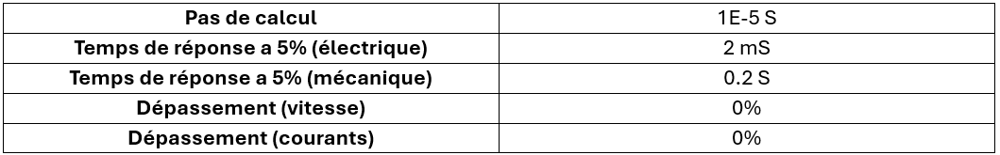 Pas de calcul 1E-5 S
Temps de réponse a 5% (électrique) 2 mS
Temps de réponse a 5% (mécanique) 0.2 S
Dépassement (vitesse) 0%
Dépassement (courants) 0%